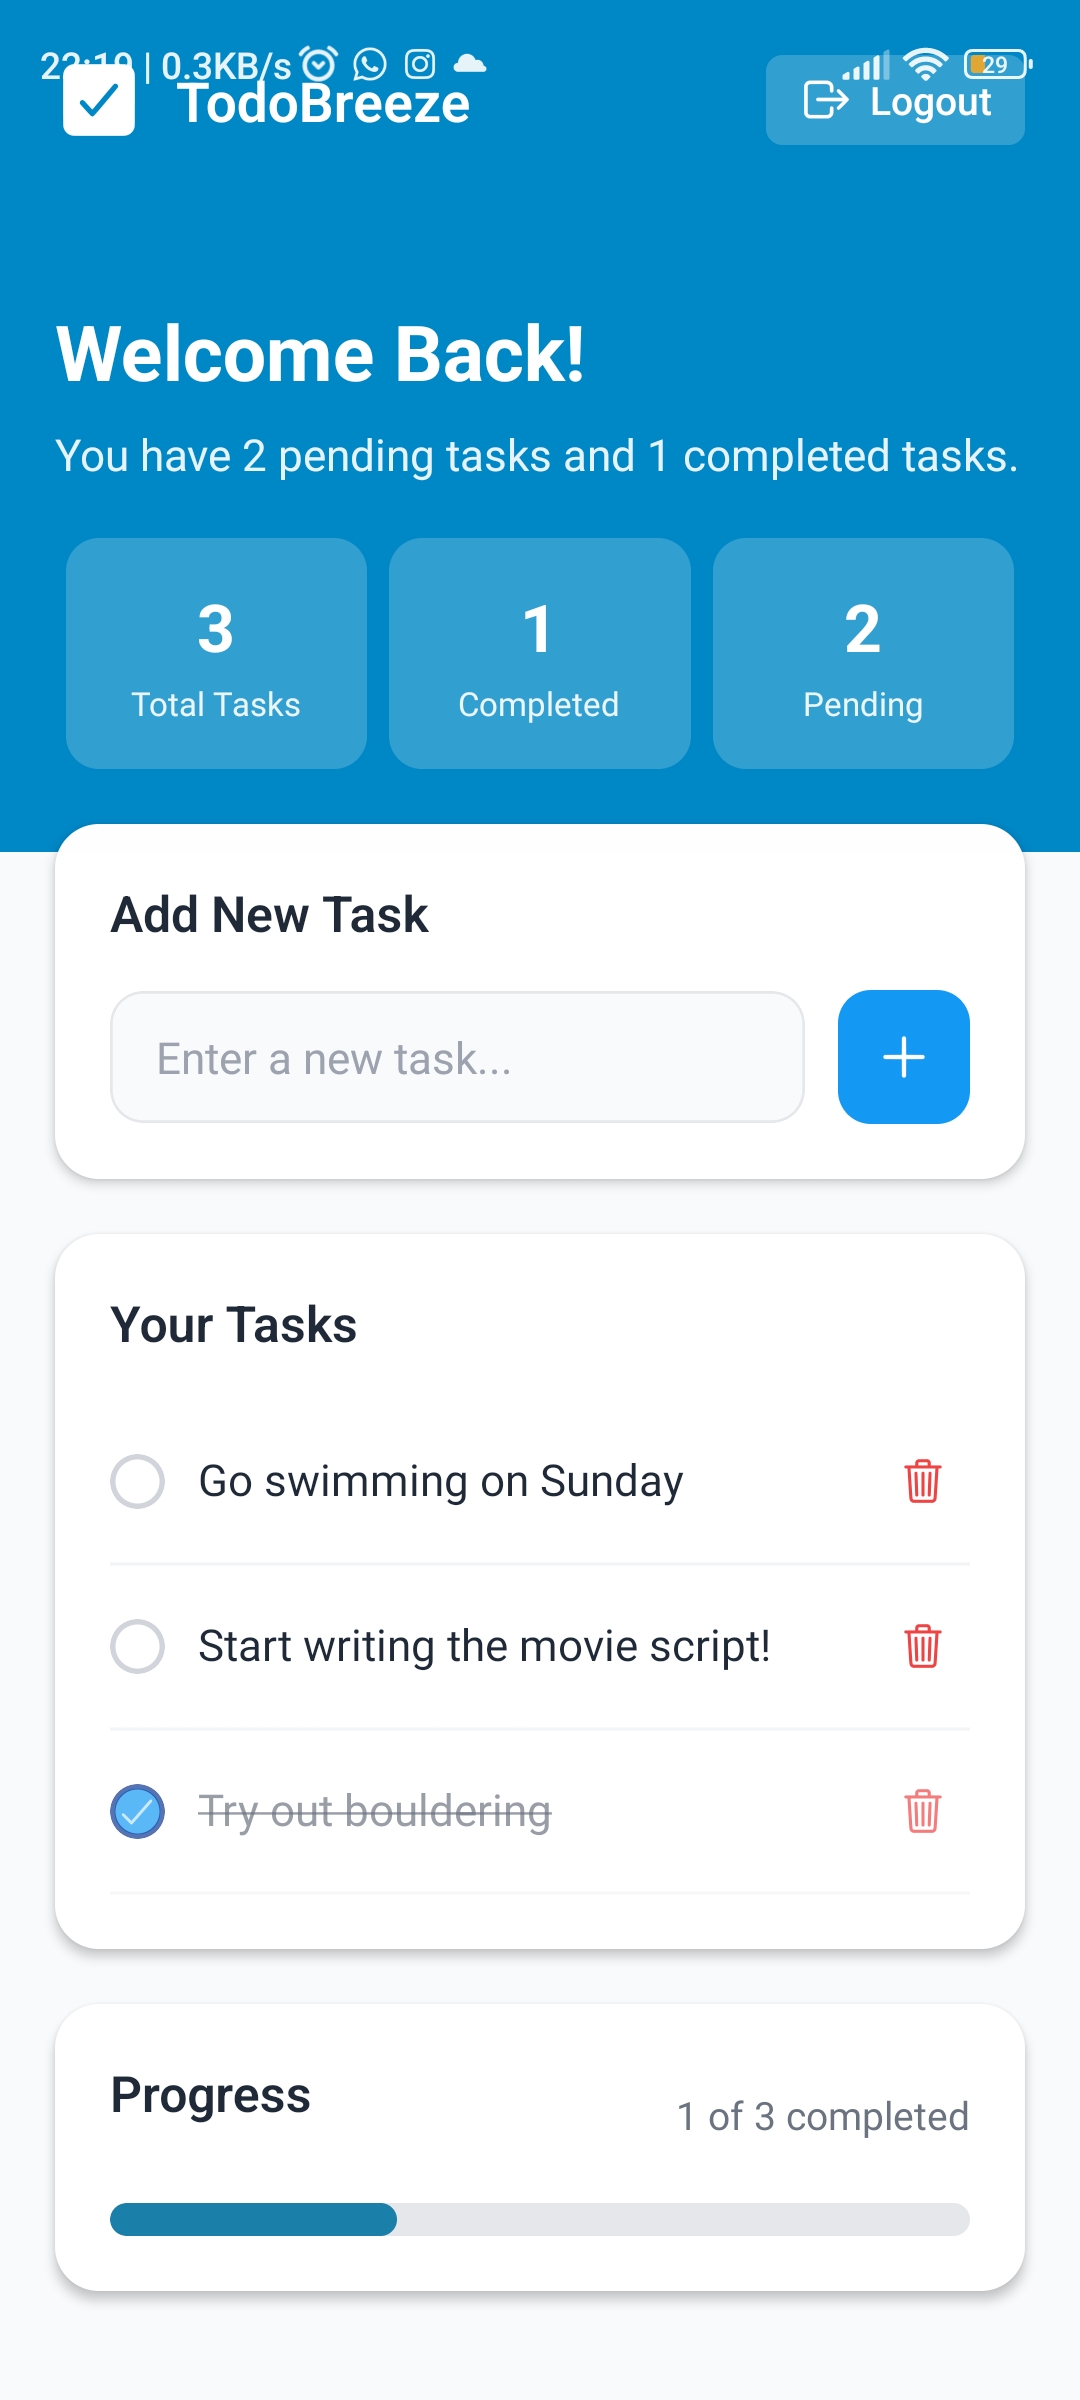 22:19 | 0.3KB/s 29
TodoBreeze Logout
Welcome Back!
You have 2 pending tasks and 1 completed tasks.
3 1 2
Total Tasks Completed Pending
Add New Task
Enter a new task...
Your Tasks
Go swimming on Sunday
Start writing the movie script!
Try out bouldering
Progress
1 of 3 completed